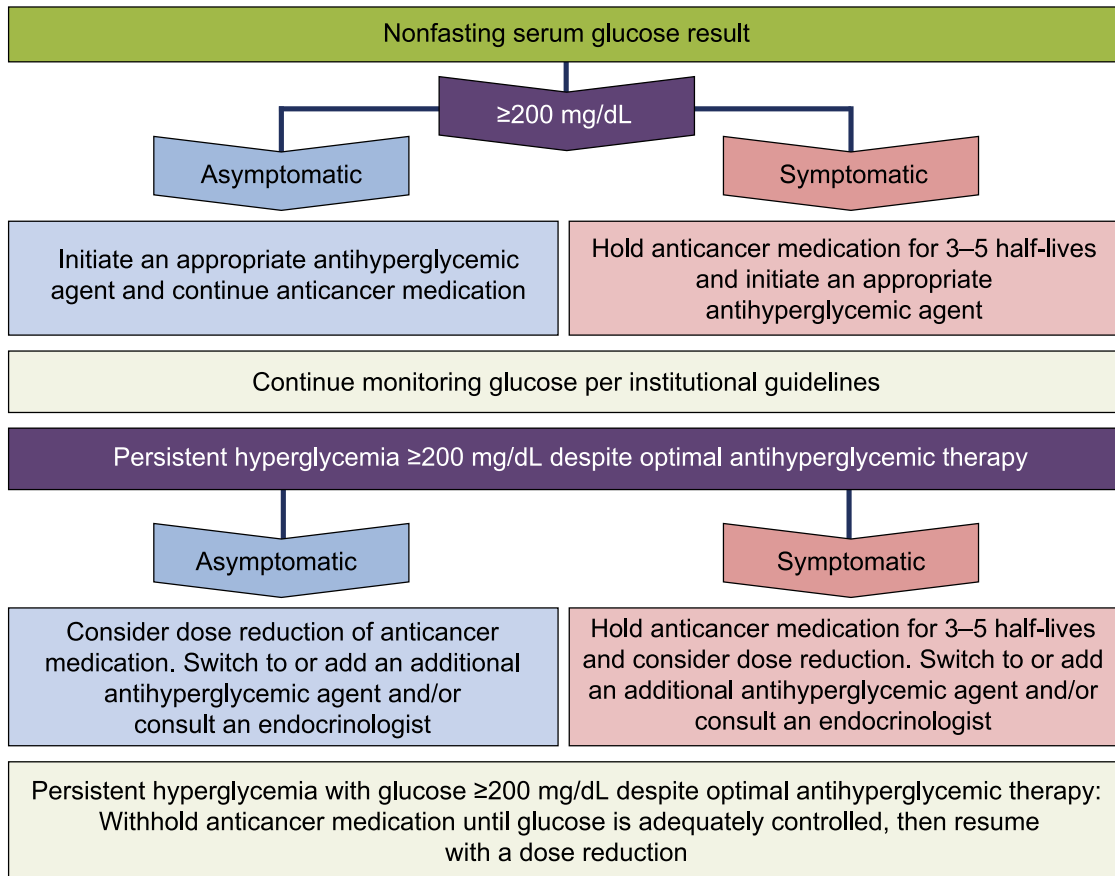 Nonfasting serum glucose result
≥200 mg/dL
Asymptomatic
Symptomatic
Initiate an appropriate antihyperglycemic
agent and continue anticancer medication
Hold anticancer medication for 3–5 half-lives
and initiate an appropriate
antihyperglycemic agent
Continue monitoring glucose per institutional guidelines
Persistent hyperglycemia ≥200 mg/dL despite optimal antihyperglycemic therapy
Asymptomatic
Symptomatic
Consider dose reduction of anticancer
medication. Switch to or add an additional
antihyperglycemic agent and/or
consult an endocrinologist
Hold anticancer medication for 3–5 half-lives
and consider dose reduction. Switch to or add
an additional antihyperglycemic agent and/or
consult an endocrinologist
Persistent hyperglycemia with glucose ≥200 mg/dL despite optimal antihyperglycemic therapy:
Withhold anticancer medication until glucose is adequately controlled, then resume
with a dose reduction